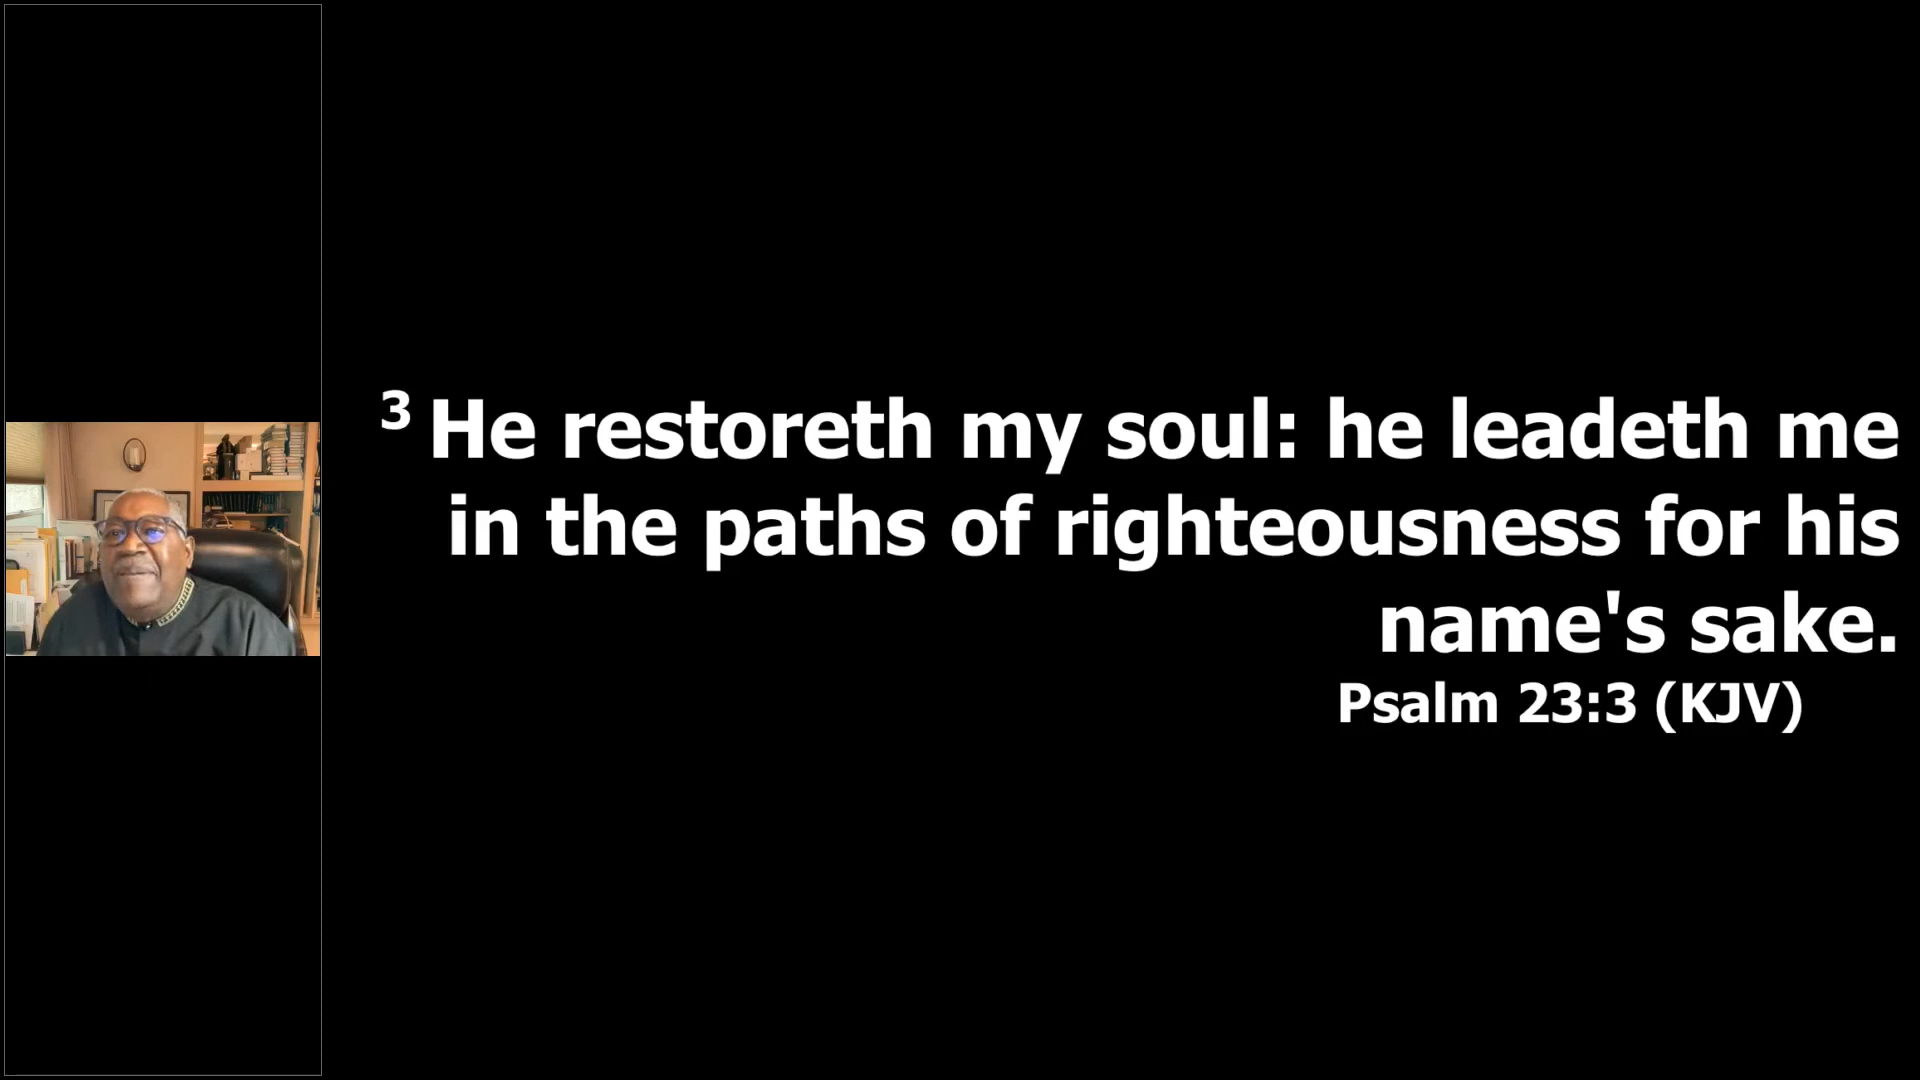 3 He restoreth my soul: he leadeth me
in the paths of righteousness for his
name's sake.
Psalm 23:3 (KJV)